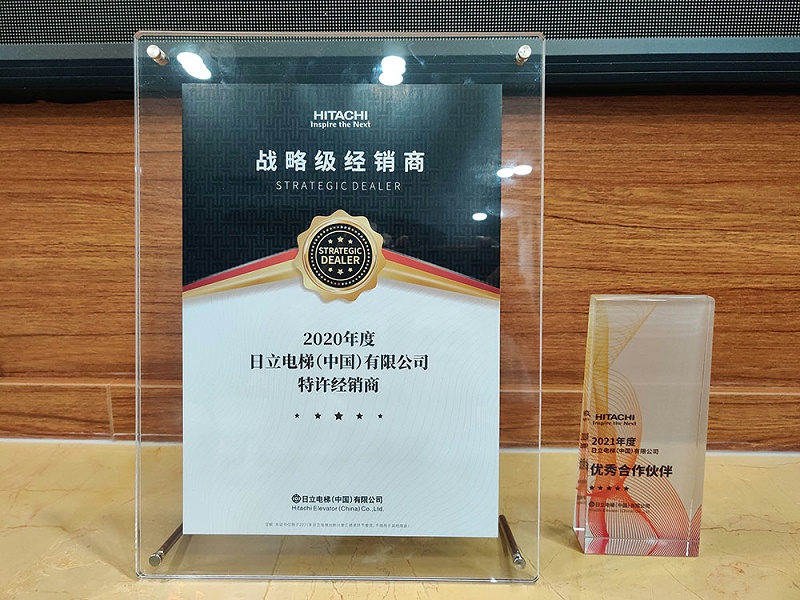 HITACHI
Inspire the Next
战略级经销商
STRATEGIC DEALER
STRATEGIC
DEALER
2020年度
日立电梯(中国)有限公司
特许经销商
日立电梯(中国)有限公司
Hitachi Elevator (China) Co., Ltd.
HITACHI
Inspire the Next
2021年度
日立电梯(中国)有限公司
优秀合作伙伴
日立电梯(中国)有限公司